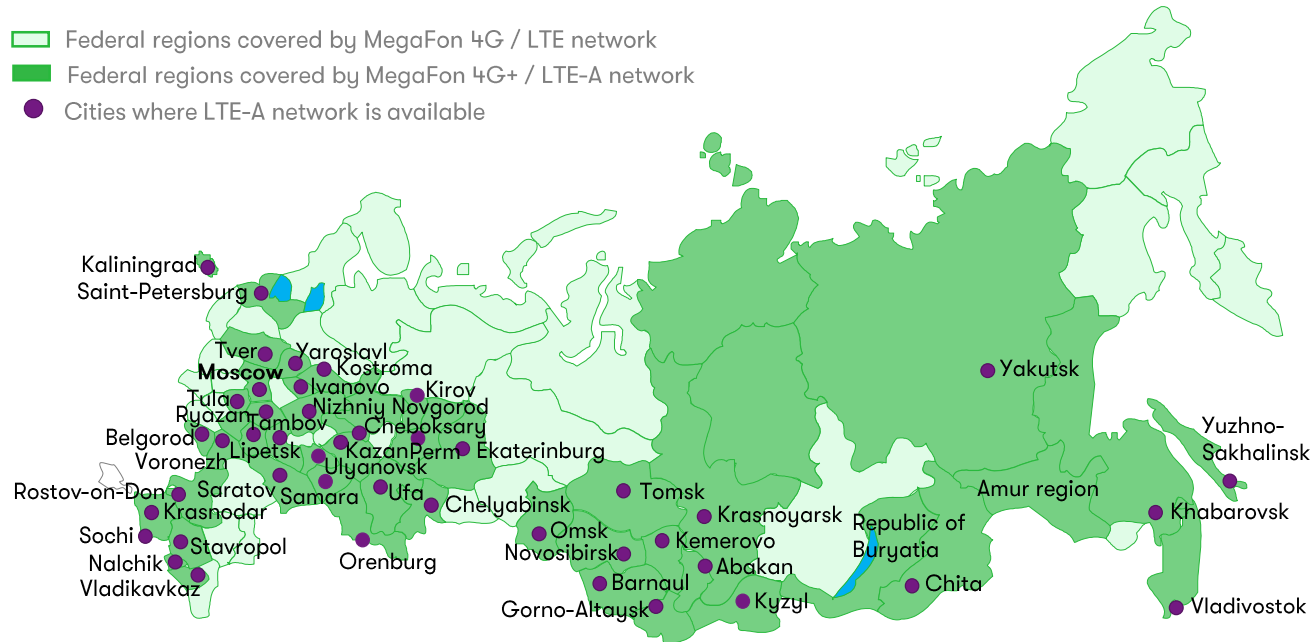 Federal regions covered by MegaFon 4G / LTE network
Federal regions covered by MegaFon 4G+ / LTE-A network
Cities where LTE-A network is available
Kaliningrad
Saint-Petersburg
Tver
Yaroslavl
Moscow
Kostroma
Ivanovo
Kirov
Tula
Nizhniy Novgorod
Ryazan
Tambov
Cheboksary
Belgorod
Lipetsk
Kazan
Perm
Ekaterinburg
Voronezh
Ulyanovsk
Rostov-on-Don
Saratov
Samara
Ufa
Chelyabinsk
Krasnodar
Sochi
Stavropol
Nalchik
Orenburg
Vladikavkaz
Yakutsk
Tomsk
Omsk
Krasnoyarsk
Novosibirsk
Kemerovo
Barnaul
Abakan
Gorno-Altaysk
Kyzyl
Republic of
Buryatia
Chita
Amur region
Yuzhno-
Sakhalinsk
Khabarovsk
Vladivostok